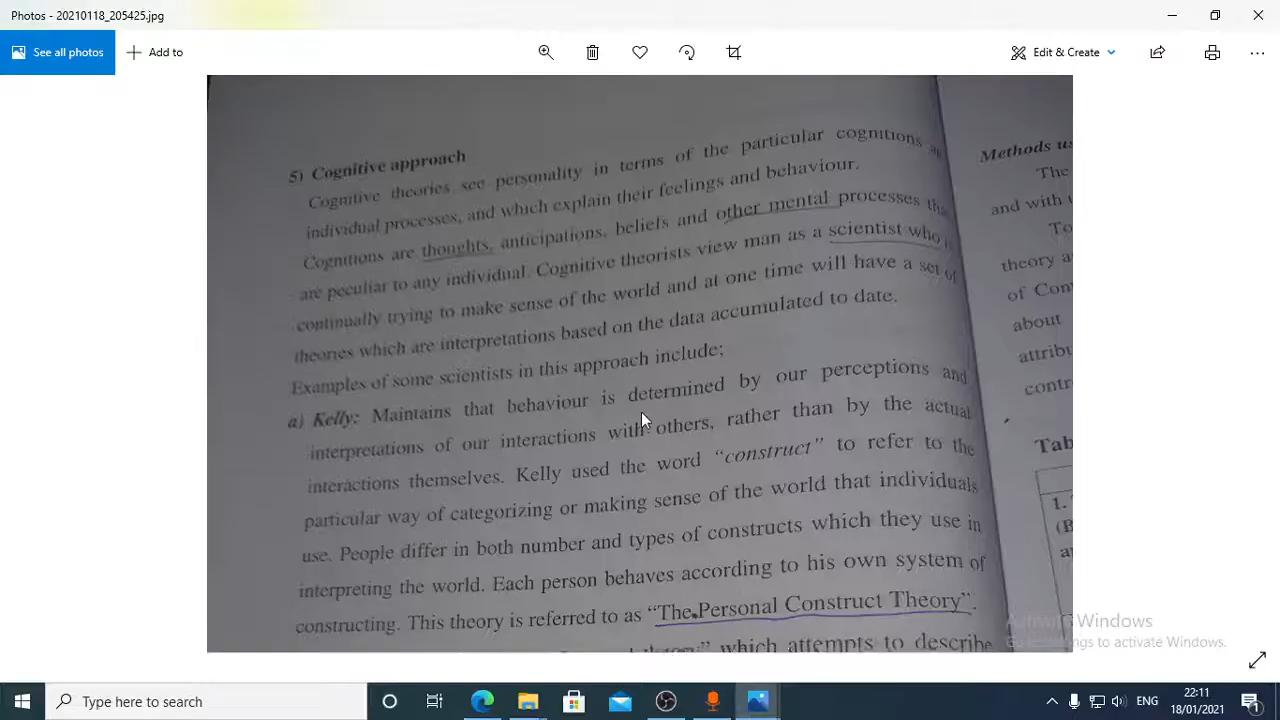 Photos - 20210118_205425.jpg
See all photos
Add to
Edit & Create
5) Cognitive approach
Cognitive theories see personality in terms of the particular cognitions
individual processes, and which explain their feelings and behaviour.
Cognitions are thoughts, anticipations, beliefs and other mental processes
are peculiar to any individual. Cognitive theorists view man as a scientist who
continually trying to make sense of the world and at one time will have a set of
theories which are interpretations based on the data accumulated to date.
Examples of some scientists in this approach include;
a) Kelly: Maintains that behaviour is determined by our perceptions and
interpretations of our interactions with others, rather than by the actual
interactions themselves. Kelly used the word “construct” to refer to the
particular way of categorizing or making sense of the world that individuals
use. People differ in both number and types of constructs which they use in
interpreting the world. Each person behaves according to his own system of
constructing. This theory is referred to as “The Personal Construct Theory”.
which attempts to describe
Methods
The
and with
To
theory
of
about
Activate Windows
Go to Settings to activate Windows.
Type here to search
ENG
22:11
18/01/2021
1